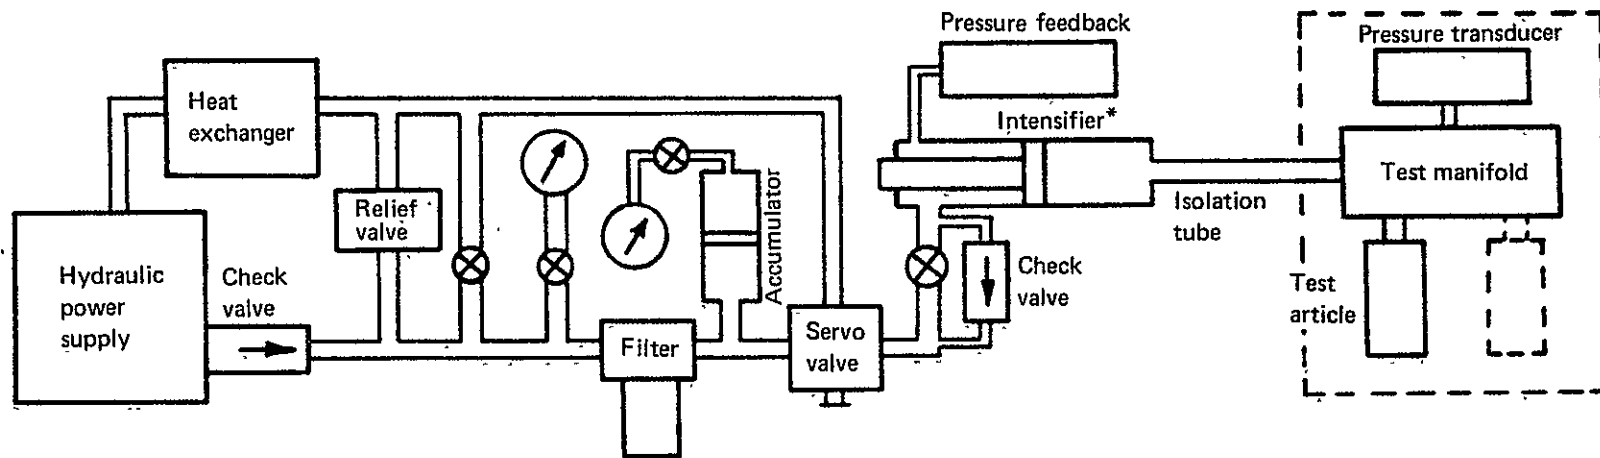 Pressure feedback
Pressure transducer
Heat
exchanger
Intensifier*
Test manifold
Accumulator
Relief
valve
Isolation
tube
Hydraulic
power
supply
Check
valve
Check
valve
Test
article
Filter
Servo
valve